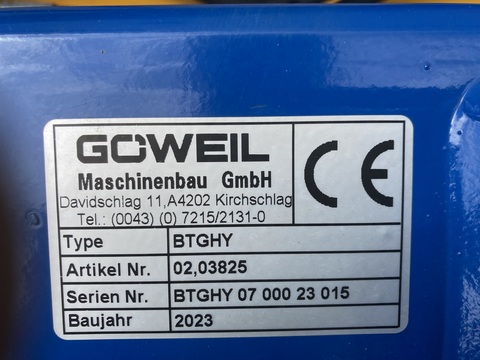 GÖWEIL
Maschinenbau GmbH
Davidschlag 11,A4202 Kirchschlag
Tel.: (0043) (0) 7215/2131-0
CE
Type BTGHY
Artikel Nr. 02,03825
Serien Nr. BTGHY 07 000 23 015
Baujahr 2023